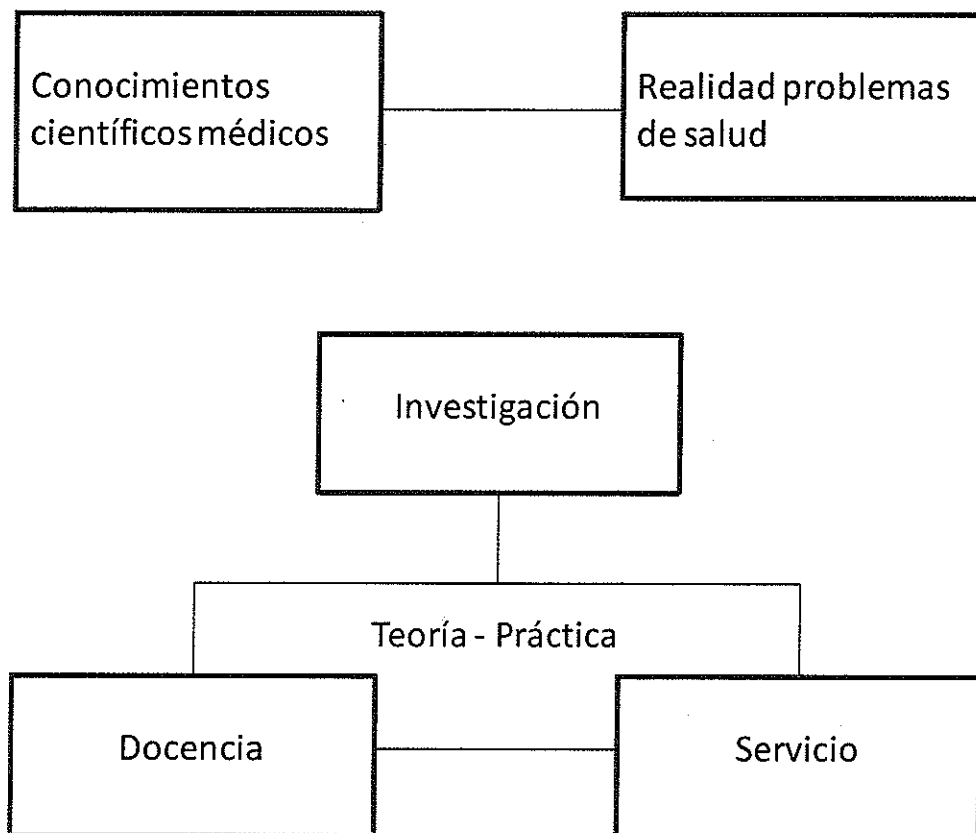 Conocimientos
científicos médicos
Realidad problemas
de salud
Investigación
Teoría - Práctica
Docencia
Servicio